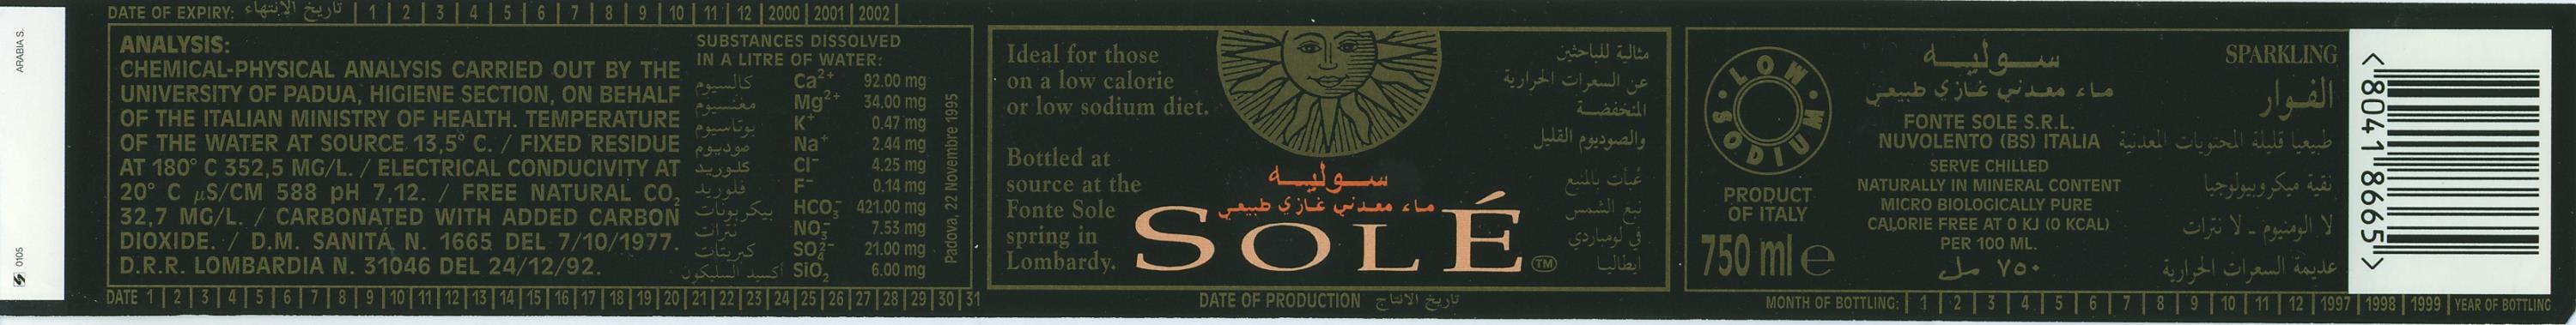 ARABIA S.
0105
DATE OF EXPIRY: تاريخ الإنتهاء | 1 | 2 | 3 | 4 | 5 | 6 | 7 | 8 | 9 | 10 | 11 | 12 | 2000 | 2001 | 2002 |
ANALYSIS:
CHEMICAL-PHYSICAL ANALYSIS CARRIED OUT BY THE
UNIVERSITY OF PADUA, HIGIENE SECTION, ON BEHALF
OF THE ITALIAN MINISTRY OF HEALTH. TEMPERATURE
OF THE WATER AT SOURCE 13,5° C. / FIXED RESIDUE
AT 180° C 352,5 MG/L. / ELECTRICAL CONDUCIVITY AT
20° C µS/CM 588 pH 7,12. / FREE NATURAL CO₂
32,7 MG/L. / CARBONATED WITH ADDED CARBON
DIOXIDE. / D.M. SANITÁ N. 1665 DEL 7/10/1977.
D.R.R. LOMBARDIA N. 31046 DEL 24/12/92.
SUBSTANCES DISSOLVED
IN A LITRE OF WATER:
كالسيوم Ca²⁺ 92.00 mg
مغنسيوم Mg²⁺ 34.00 mg
بوتاسيوم K⁺ 0.47 mg
صوديوم Na⁺ 2.44 mg
كلوريد Cl⁻ 4.25 mg
فلوريد F⁻ 0.14 mg
بيكربونات HCO₃⁻ 421.00 mg
نترات NO₃⁻ 7.53 mg
كبريتات SO₄²⁻ 21.00 mg
اكسيد السليكون SiO₂ 6.00 mg
Padova, 22 Novembre 1995
DATE 1 | 2 | 3 | 4 | 5 | 6 | 7 | 8 | 9 | 10 | 11 | 12 | 13 | 14 | 15 | 16 | 17 | 18 | 19 | 20 | 21 | 22 | 23 | 24 | 25 | 26 | 27 | 28 | 29 | 30 | 31
Ideal for those
on a low calorie
or low sodium diet.
Bottled at
source at the
Fonte Sole
spring in
Lombardy.
سوليه
ماء معدني غازي طبيعي
SOLÉ TM
مثالية للباحثين
عن السعرات الحرارية
المنخفضة
والصوديوم القليل
عُبات بالمنبع
نبع الشمس
في لومباردي
ايطاليا
DATE OF PRODUCTION تاريخ الانتاج
LOW SODIUM
PRODUCT
OF ITALY
750 ml e
سوليه
ماء معدني غازي طبيعي
FONTE SOLE S.R.L.
NUVOLENTO (BS) ITALIA
SERVE CHILLED
NATURALLY IN MINERAL CONTENT
MICRO BIOLOGICALLY PURE
CALORIE FREE AT 0 KJ (0 KCAL)
PER 100 ML.
٧٥٠ مل
SPARKLING
الفوار
طبيعيا قليلة المحتويات المعدنية
نقية ميكروبيولوجيا
لا الومنيوم - لا نترات
عديمة السعرات الحرارية
MONTH OF BOTTLING: | 1 | 2 | 3 | 4 | 5 | 6 | 7 | 8 | 9 | 10 | 11 | 12 | 1997 | 1998 | 1999 | YEAR OF BOTTLING
<80418665>